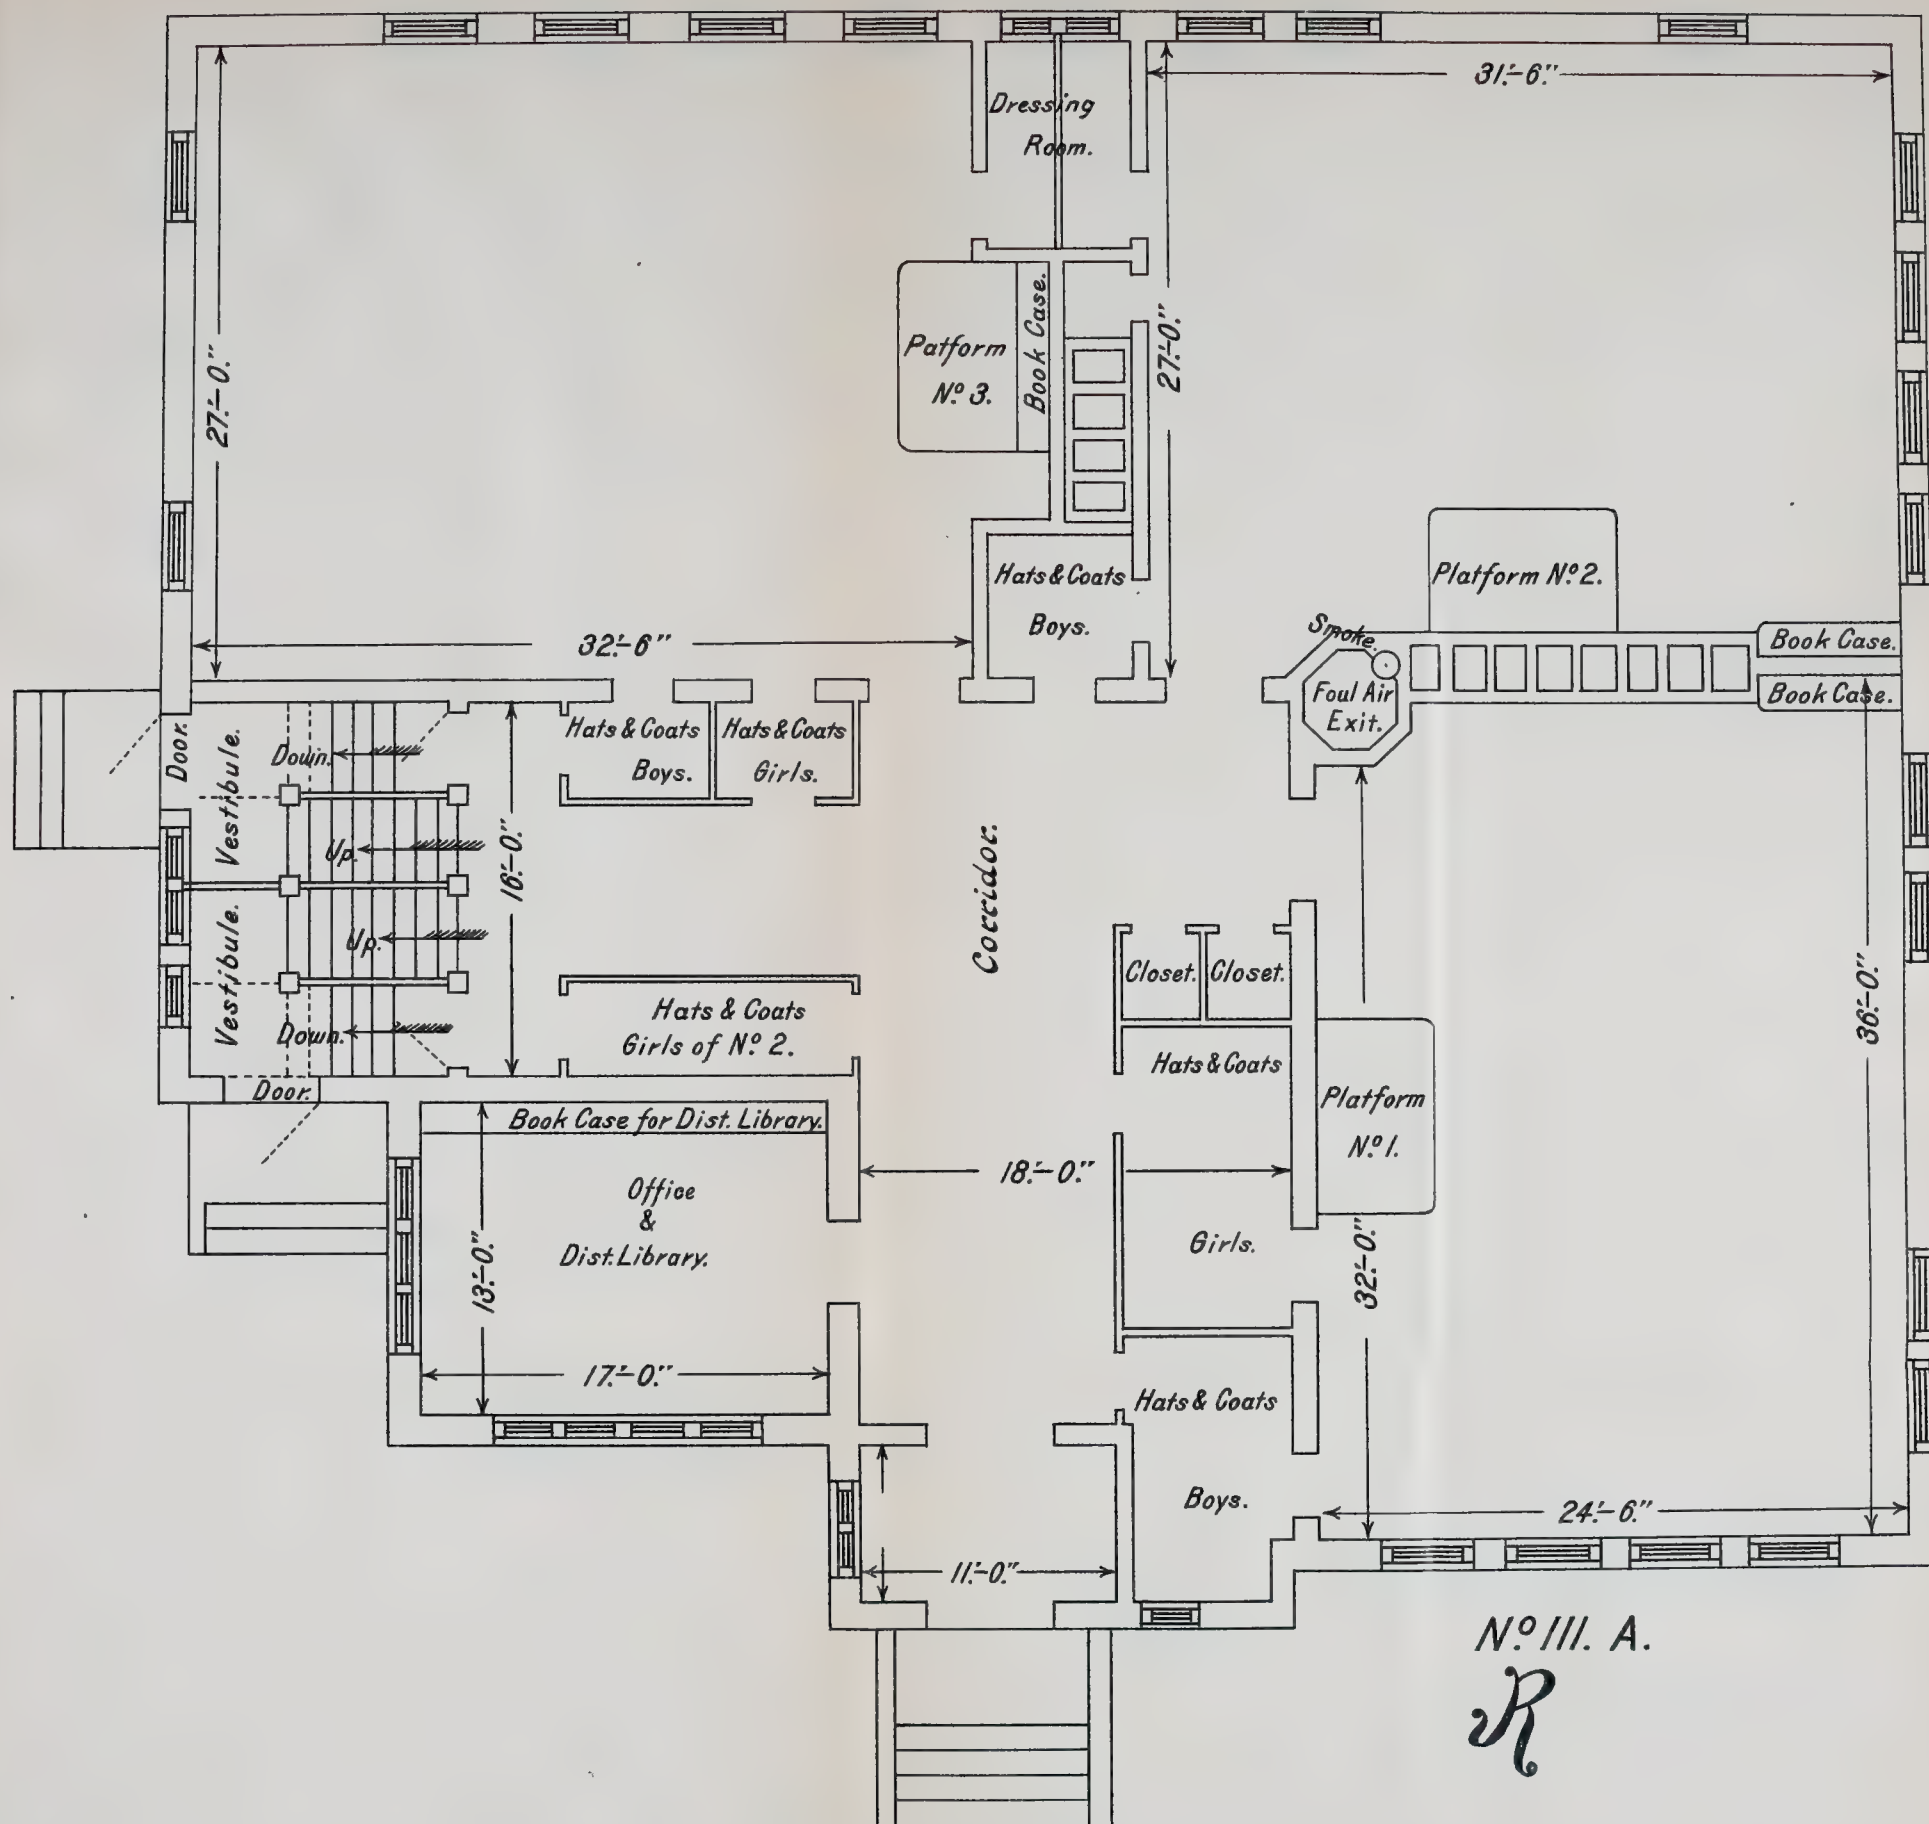 31'-6"
Dressing
Room.
27'-0."
27'-0."
Patform
Nº 3.
Book Case.
Hats & Coats
Boys.
Platform Nº 2.
32'-6"
Smoke.
Foul Air
Exit.
Book Case.
Book Case.
Door.
Vestibule.
Down.
Up.
Hats & Coats
Boys.
Hats & Coats
Girls.
16'-0."
Corridor.
Vestibule.
Up.
Down.
Door.
Hats & Coats
Girls of Nº 2.
Closet.
Closet.
Hats & Coats
Girls.
Platform
Nº 1.
36'-0."
32'-0."
Book Case for Dist. Library.
Office
&
Dist. Library.
13'-0."
17'-0."
18'-0."
Hats & Coats
Boys.
24'-6."
11'-0."
Nº III. A.
R